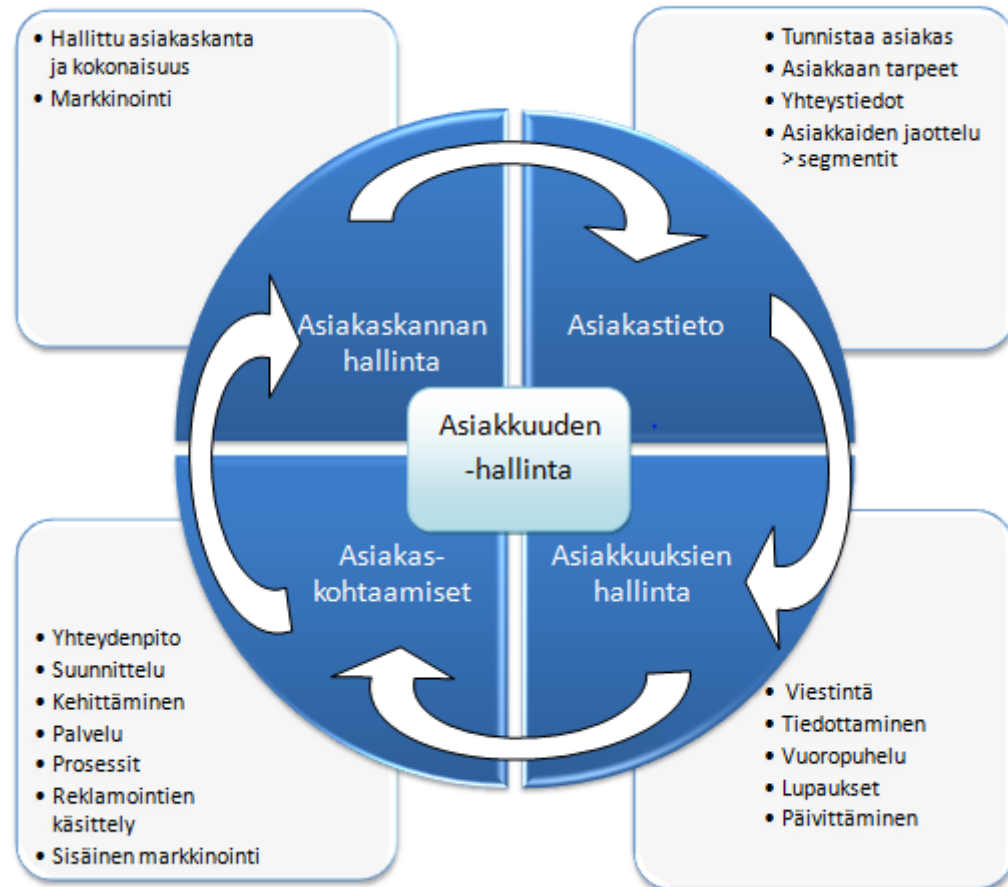 • Hallittu asiakaskanta
ja kokonaisuus
• Markkinointi
• Tunnistaa asiakas
• Asiakkaan tarpeet
• Yhteystiedot
• Asiakkaiden jaottelu
> segmentit
Asiakaskannan
hallinta
Asiakastieto
Asiakkuuden
-hallinta
Asiakas-
kohtaamiset
Asiakkuuksien
hallinta
• Yhteydenpito
• Suunnittelu
• Kehittäminen
• Palvelu
• Prosessit
• Reklamointien
käsittely
• Sisäinen markkinointi
• Viestintä
• Tiedottaminen
• Vuoropuhelu
• Lupaukset
• Päivittäminen